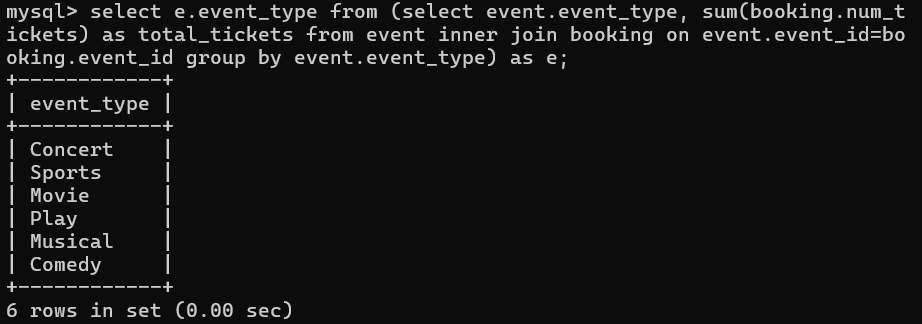 mysql> select e.event_type from (select event.event_type, sum(booking.num_t
ickets) as total_tickets from event inner join booking on event.event_id=bo
oking.event_id group by event.event_type) as e;
+------------+
| event_type |
+------------+
| Concert    |
| Sports     |
| Movie      |
| Play       |
| Musical    |
| Comedy     |
+------------+
6 rows in set (0.00 sec)